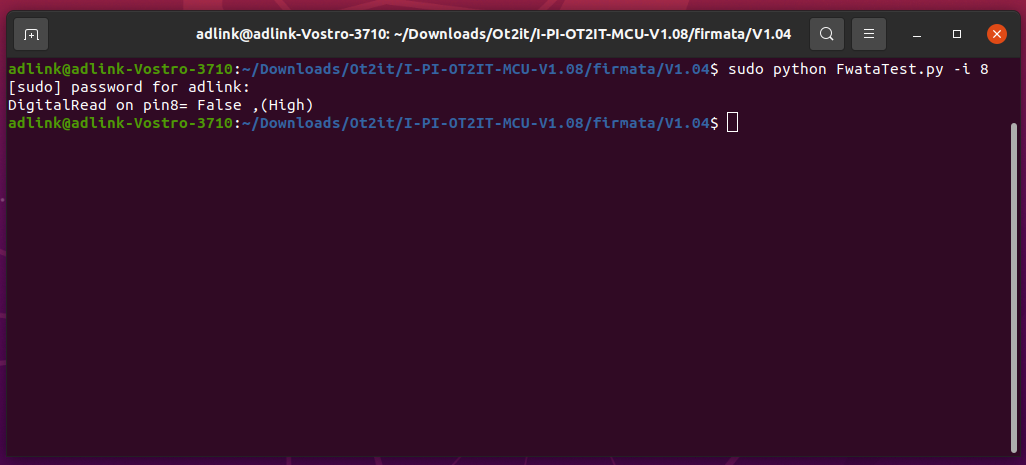 adlink@adlink-Vostro-3710: ~/Downloads/Ot2it/I-PI-OT2IT-MCU-V1.08/firmata/V1.04
adlink@adlink-Vostro-3710:~/Downloads/Ot2it/I-PI-OT2IT-MCU-V1.08/firmata/V1.04$ sudo python FwataTest.py -i 8
[sudo] password for adlink:
DigitalRead on pin8= False ,(High)
adlink@adlink-Vostro-3710:~/Downloads/Ot2it/I-PI-OT2IT-MCU-V1.08/firmata/V1.04$